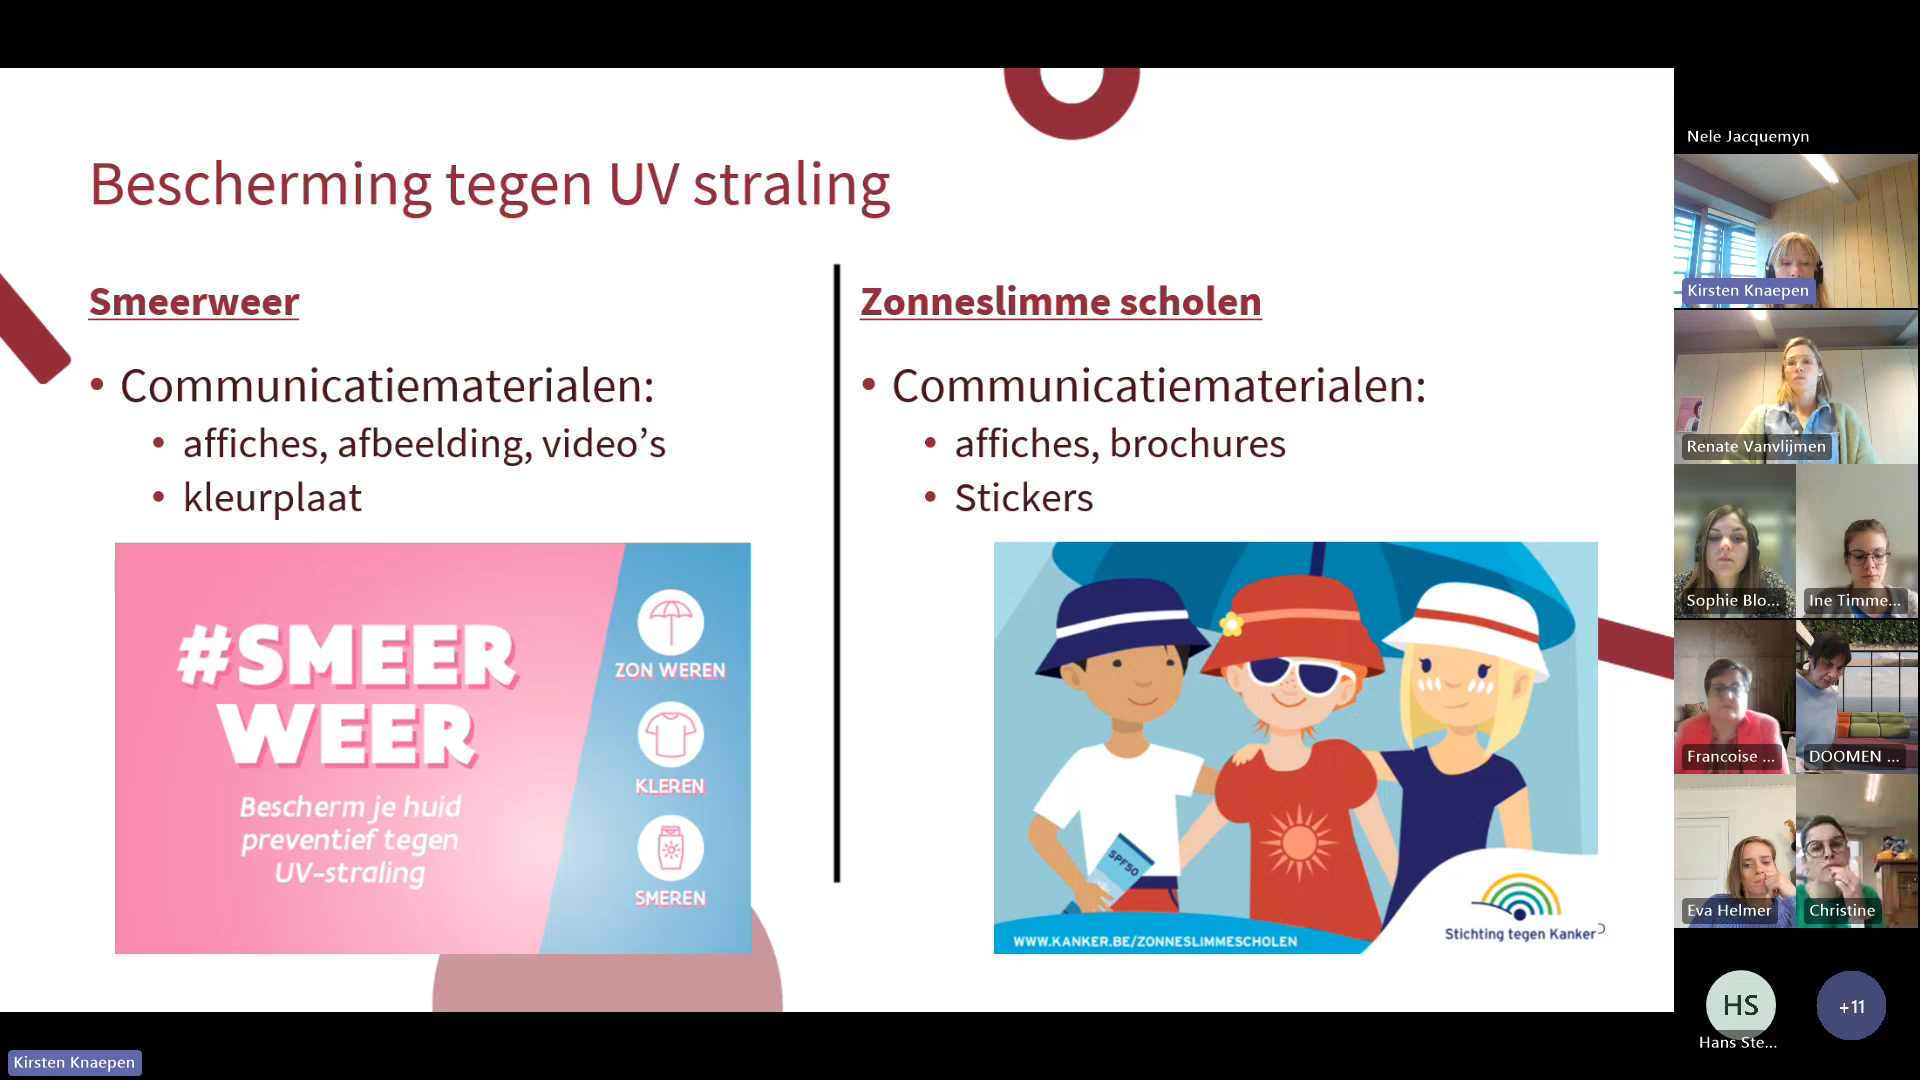 Bescherming tegen UV straling
Smeerweer
• Communicatiematerialen:
• affiches, afbeelding, video’s
• kleurplaat
#SMEER
WEER
Bescherm je huid
preventief tegen
UV-straling
ZON WEREN
KLEREN
SMEREN
Zonneslimme scholen
• Communicatiematerialen:
• affiches, brochures
• Stickers
SPF50
WWW.KANKER.BE/ZONNESLIMMESCHOLEN
Stichting tegen Kanker
Nele Jacquemyn
Kirsten Knaepen
Renate Vanvlijmen
Sophie Blo...
Ine Timme...
Francoise ...
DOOMEN ...
Eva Helmer
Christine
HS
Hans Ste...
+11
Kirsten Knaepen